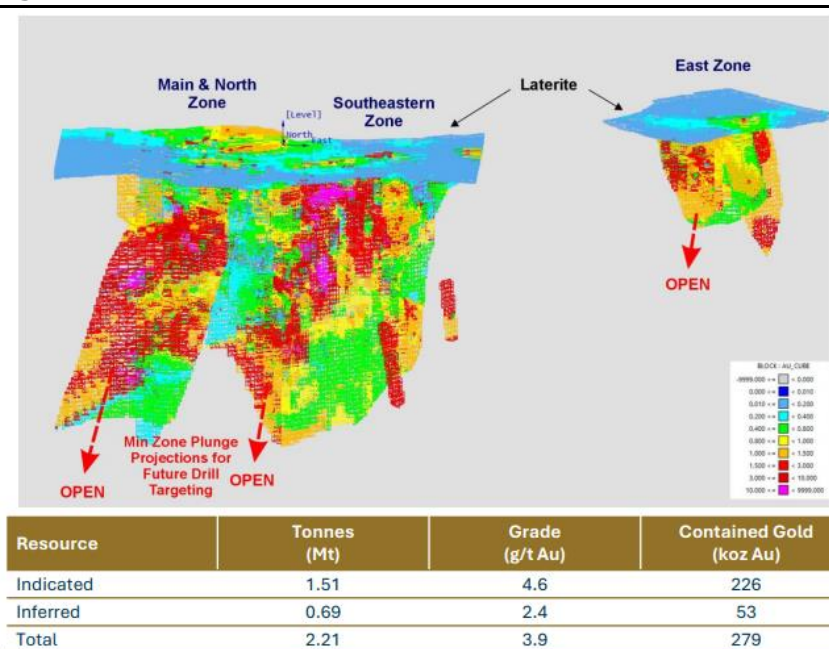 Main & North
Zone
Southeastern
Zone
Laterite
East Zone
[Level]
North
East
OPEN
Min Zone Plunge
Projections for
Future Drill
Targeting
OPEN
OPEN
BLOCK : AU_CUBE
-9999.000 <= < 0.000
0.000 <= < 0.010
0.010 <= < 0.200
0.200 <= < 0.400
0.400 <= < 0.800
0.800 <= < 1.000
1.000 <= < 1.500
1.500 <= < 3.000
3.000 <= < 10.000
10.000 <= < 9999.000
Resource Tonnes (Mt) Grade (g/t Au) Contained Gold (koz Au)
Indicated 1.51 4.6 226
Inferred 0.69 2.4 53
Total 2.21 3.9 279